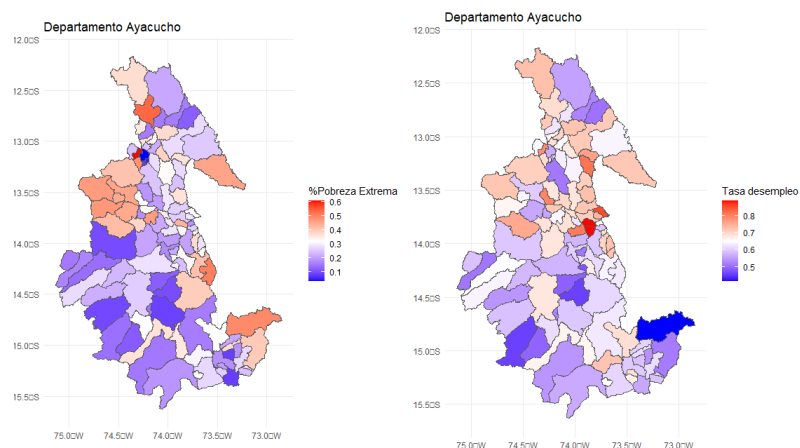 Departamento Ayacucho
12.0□S
12.5□S
13.0□S
13.5□S
14.0□S
14.5□S
15.0□S
15.5□S
75.0□W 74.5□W 74.0□W 73.5□W 73.0□W
%Pobreza Extrema
0.6
0.5
0.4
0.3
0.2
0.1
Departamento Ayacucho
12.0□S
12.5□S
13.0□S
13.5□S
14.0□S
14.5□S
15.0□S
15.5□S
75.0□W 74.5□W 74.0□W 73.5□W 73.0□W
Tasa desempleo
0.8
0.7
0.6
0.5